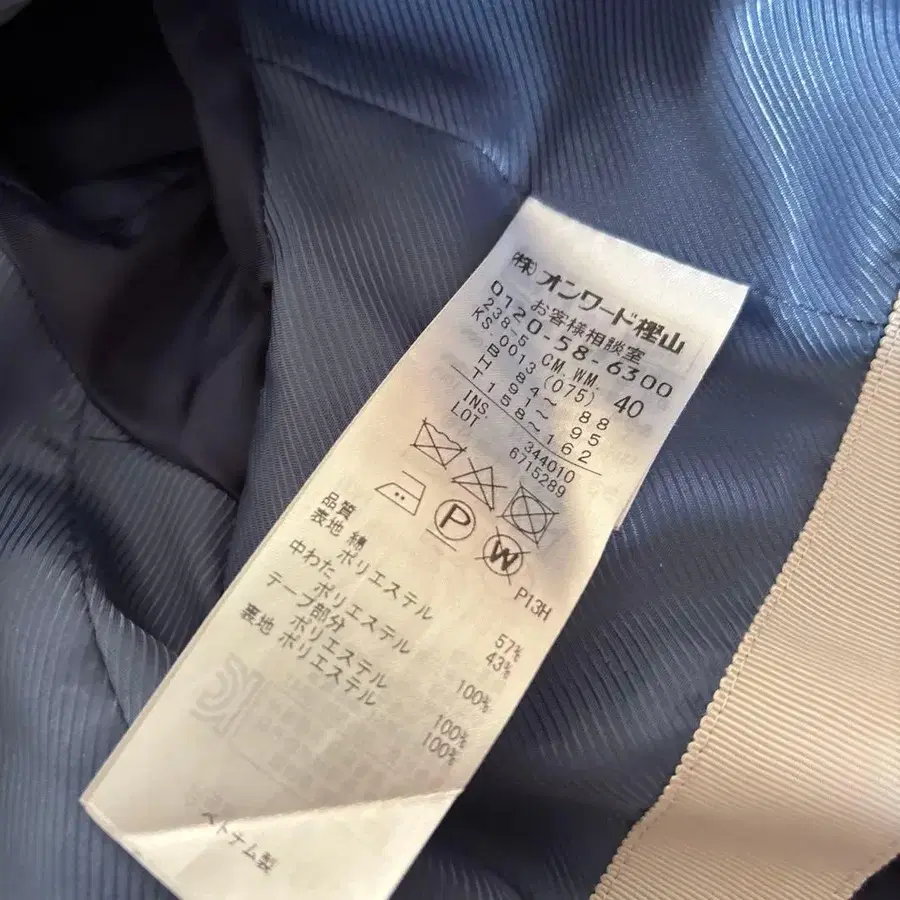 (株) オンワード樫山
お客様相談室
0120-58-6300
238-5 CM.WM.
KS.001.3(075) 40
B 84~88
H 91~95
T158~162
INS. 344010
LOT 6715289
P
W
P13H
品質
表地 綿 57%
ポリエステル 43%
中わた
ポリエステル 100%
テープ部分
ポリエステル 100%
裏地 ポリエステル 100%
ベトナム製